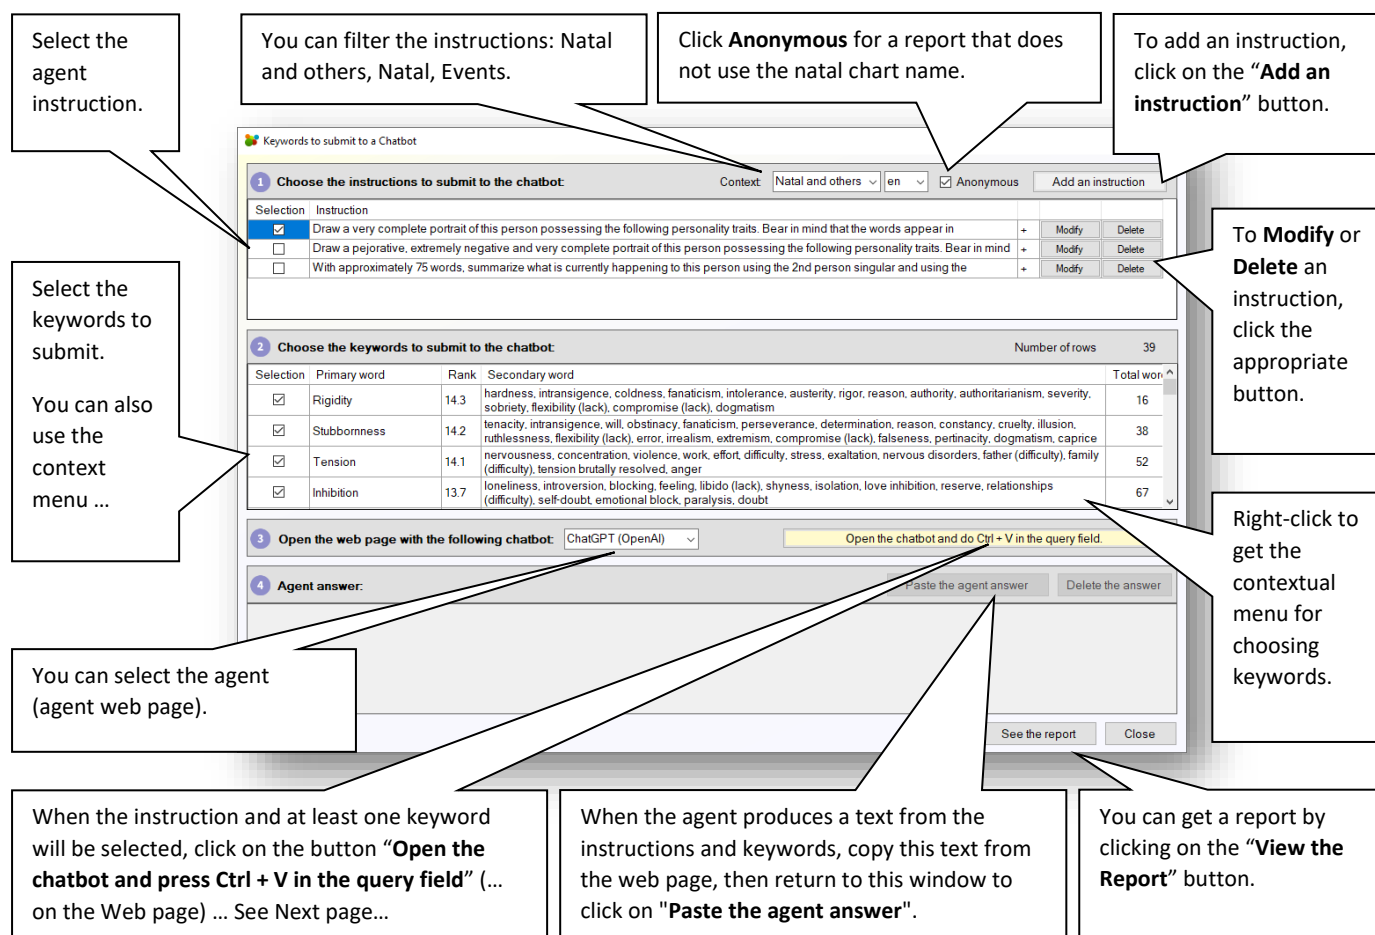 Select the
agent
instruction.
You can filter the instructions: Natal
and others, Natal, Events.
Click Anonymous for a report that does
not use the natal chart name.
To add an instruction,
click on the “Add an
instruction” button.
Keywords to submit to a Chatbot
1 Choose the instructions to submit to the chatbot: Context: Natal and others en Anonymous Add an instruction
Selection Instruction
Draw a very complete portrait of this person possessing the following personality traits. Bear in mind that the words appear in + Modify Delete
Draw a pejorative, extremely negative and very complete portrait of this person possessing the following personality traits. Bear in mind + Modify Delete
With approximately 75 words, summarize what is currently happening to this person using the 2nd person singular and using the + Modify Delete
To Modify or
Delete an
instruction,
click the
appropriate
button.
Select the
keywords to
submit.
You can also
use the
context
menu ...
2 Choose the keywords to submit to the chatbot: Number of rows 39
Selection Primary word Rank Secondary word Total wor
Rigidity 14.3 hardness, intransigence, coldness, fanaticism, intolerance, austerity, rigor, reason, authority, authoritarianism, severity, 16
sobriety, flexibility (lack), compromise (lack), dogmatism
Stubbornness 14.2 tenacity, intransigence, will, obstinacy, fanaticism, perseverance, determination, reason, constancy, cruelty, illusion, 38
ruthlessness, flexibility (lack), error, irrealism, extremism, compromise (lack), falseness, pertinacity, dogmatism, caprice
Tension 14.1 nervousness, concentration, violence, work, effort, difficulty, stress, exaltation, nervous disorders, father (difficulty), family 52
(difficulty), tension brutally resolved, anger
Inhibition 13.7 loneliness, introversion, blocking, feeling, libido (lack), shyness, isolation, love inhibition, reserve, relationships 67
(difficulty), self-doubt, emotional block, paralysis, doubt
Right-click to
get the
contextual
menu for
choosing
keywords.
3 Open the web page with the following chatbot: ChatGPT (OpenAI) Open the chatbot and do Ctrl + V in the query field.
4 Agent answer: Paste the agent answer Delete the answer
You can select the agent
(agent web page).
See the report Close
When the instruction and at least one keyword
will be selected, click on the button “Open the
chatbot and press Ctrl + V in the query field” (...
on the Web page) ... See Next page...
When the agent produces a text from the
instructions and keywords, copy this text from
the web page, then return to this window to
click on "Paste the agent answer".
You can get a report by
clicking on the “View the
Report” button.